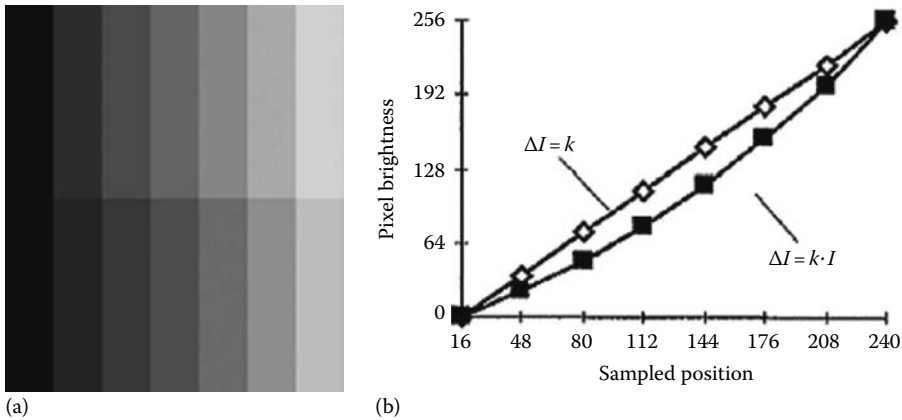 (a)
(b)
Pixel brightness
256
192
128
64
0
ΔI = k
ΔI = k·I
16 48 80 112 144 176 208 240
Sampled position